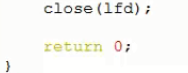 close(lfd);
return 0;
}